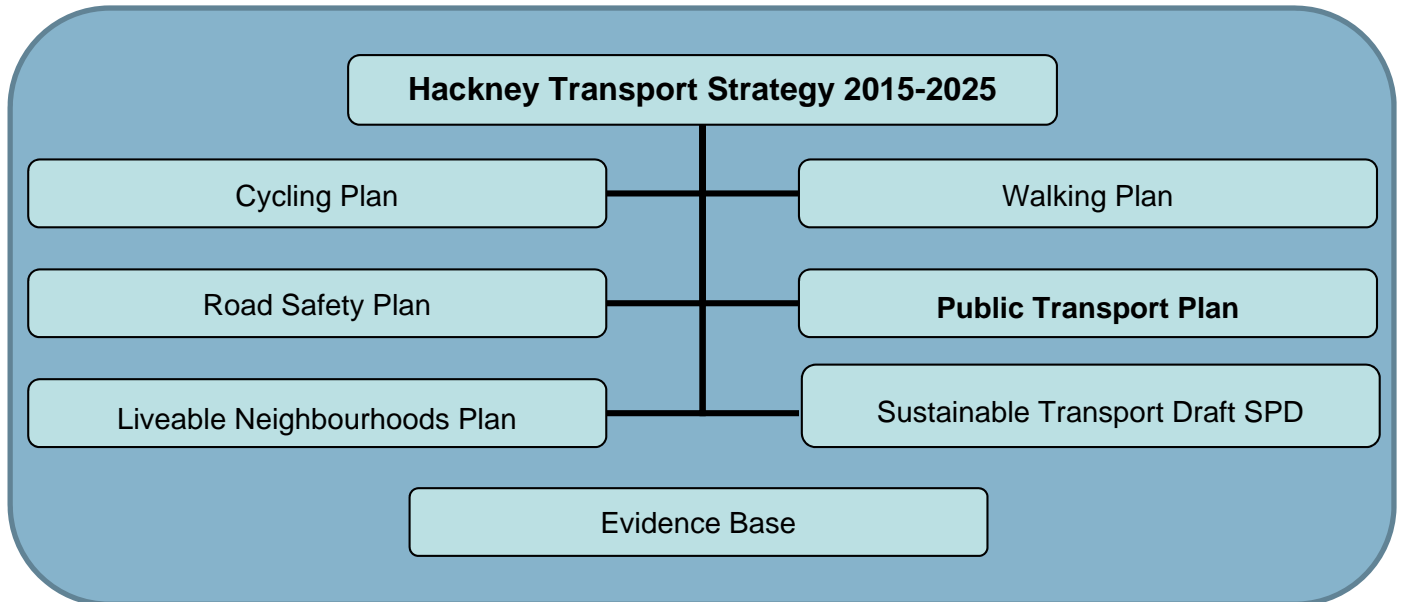 Hackney Transport Strategy 2015-2025
Cycling Plan
Walking Plan
Road Safety Plan
Public Transport Plan
Liveable Neighbourhoods Plan
Sustainable Transport Draft SPD
Evidence Base